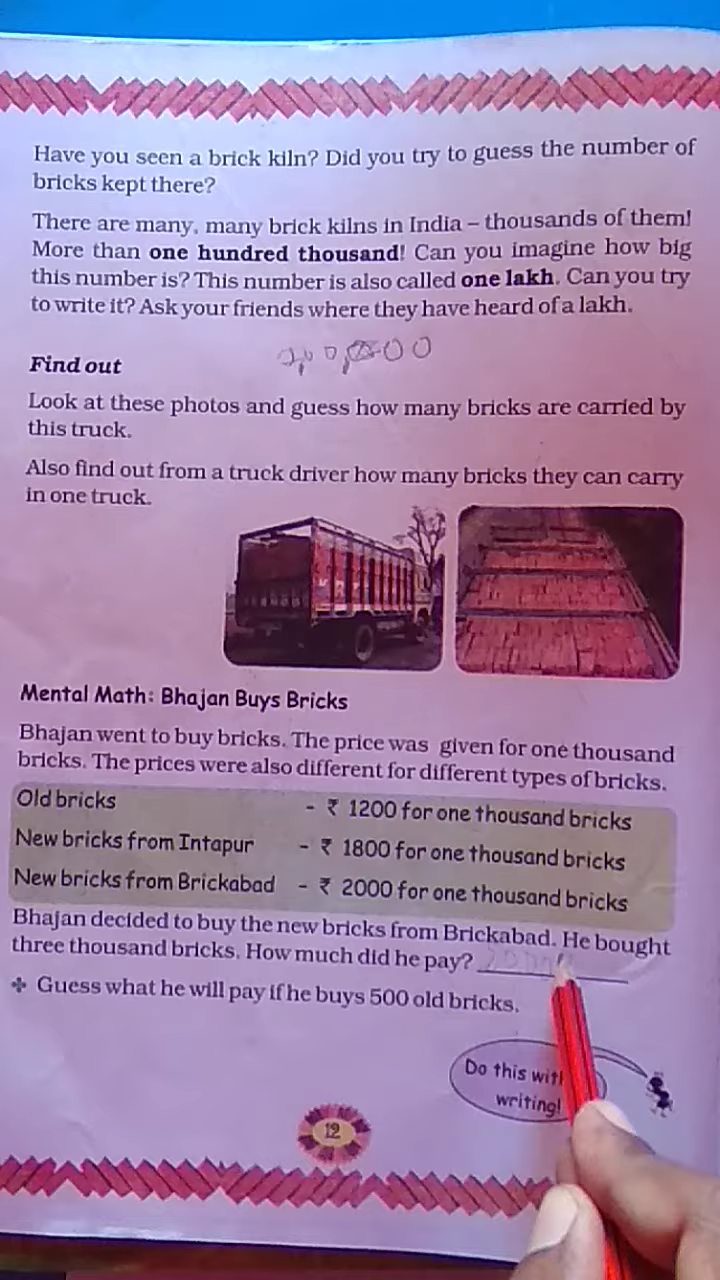 Have you seen a brick kiln? Did you try to guess the number of
bricks kept there?
There are many, many brick kilns in India – thousands of them!
More than one hundred thousand! Can you imagine how big
this number is? This number is also called one lakh. Can you try
to write it? Ask your friends where they have heard of a lakh.
Find out
Look at these photos and guess how many bricks are carried by
this truck.
Also find out from a truck driver how many bricks they can carry
in one truck.
Mental Math: Bhajan Buys Bricks
Bhajan went to buy bricks. The price was given for one thousand
bricks. The prices were also different for different types of bricks.
Old bricks - ₹ 1200 for one thousand bricks
New bricks from Intapur - ₹ 1800 for one thousand bricks
New bricks from Brickabad - ₹ 2000 for one thousand bricks
Bhajan decided to buy the new bricks from Brickabad. He bought
three thousand bricks. How much did he pay?
❖ Guess what he will pay if he buys 500 old bricks.
Do this
writing!
12